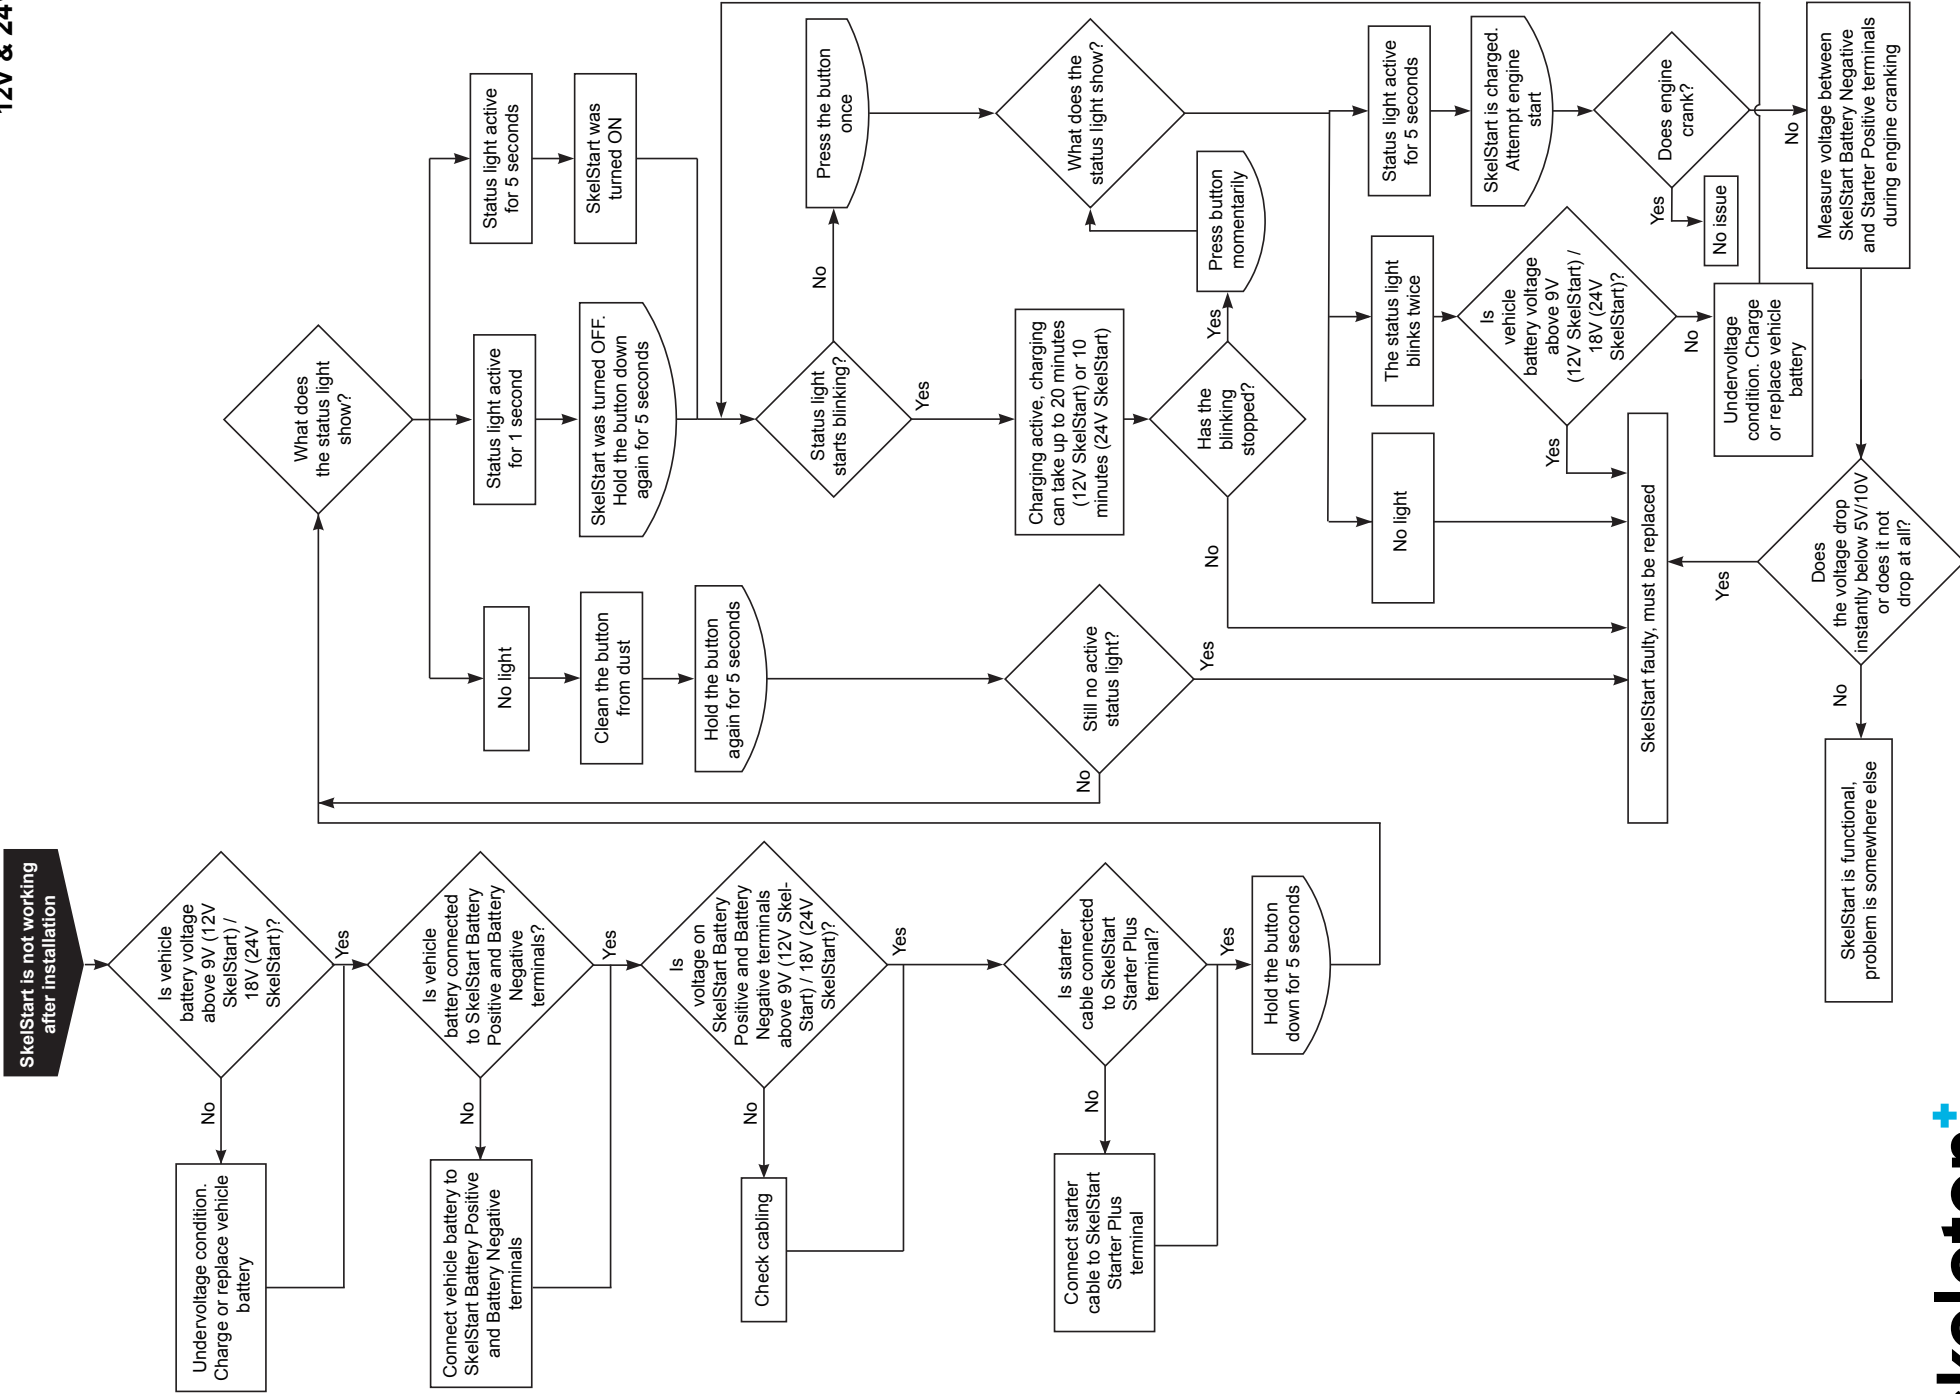 12V & 24
SkelStart is not working
after installation
Is vehicle
battery voltage
above 9V (12V
SkelStart) /
18V (24V
SkelStart)?
No
Yes
Undervoltage condition.
Charge or replace vehicle
battery
Is vehicle
battery connected
to SkelStart Battery
Positive and Battery
Negative
terminals?
No
Yes
Connect vehicle battery to
SkelStart Battery Positive
and Battery Negative
terminals
Is
voltage on
SkelStart Battery
Positive and Battery
Negative terminals
above 9V (12V Skel-
Start) / 18V (24V
SkelStart)?
No
Yes
Check cabling
Is starter
cable connected
to SkelStart
Starter Plus
terminal?
No
Yes
Connect starter
cable to SkelStart
Starter Plus
terminal
Hold the button
down for 5 seconds
What does
the status light
show?
No light
Clean the button
from dust
Hold the button
again for 5 seconds
Still no active
status light?
No
Yes
Status light active
for 1 second
SkelStart was turned OFF.
Hold the button down
again for 5 seconds
Status light active
for 5 seconds
SkelStart was
turned ON
Status light
starts blinking?
No
Yes
Press the button
once
Charging active, charging
can take up to 20 minutes
(12V SkelStart) or 10
minutes (24V SkelStart)
Has the
blinking
stopped?
No
Yes
Press button
momentarily
What does the
status light show?
No light
The status light
blinks twice
Status light active
for 5 seconds
Is
vehicle
battery voltage
above 9V
(12V SkelStart) /
18V (24V
SkelStart)?
Yes
No
Undervoltage
condition. Charge
or replace vehicle
battery
SkelStart is charged.
Attempt engine
start
Does engine
crank?
Yes
No
No issue
Measure voltage between
SkelStart Battery Negative
and Starter Positive terminals
during engine cranking
SkelStart faulty, must be replaced
Does
the voltage drop
instantly below 5V/10V
or does it not
drop at all?
Yes
No
SkelStart is functional,
problem is somewhere else